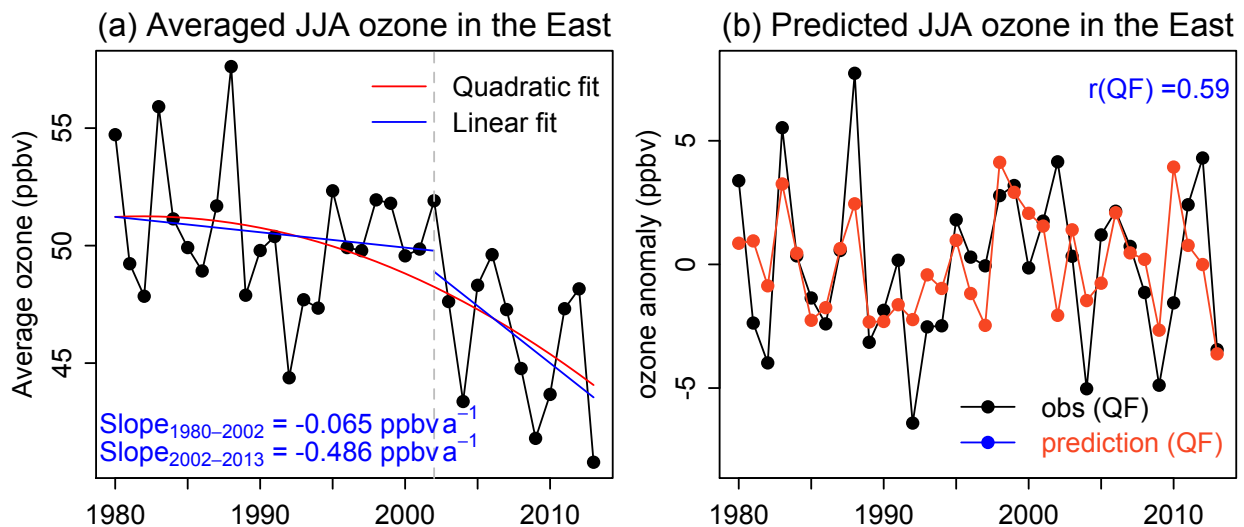 (a) Averaged JJA ozone in the East
Average ozone (ppbv)
55
50
45
Quadratic fit
Linear fit
Slope1980–2002 = -0.065 ppbv a−1
Slope2002–2013 = -0.486 ppbv a−1
1980
1990
2000
2010
(b) Predicted JJA ozone in the East
ozone anomaly (ppbv)
5
0
-5
r(QF) =0.59
obs (QF)
prediction (QF)
1980
1990
2000
2010